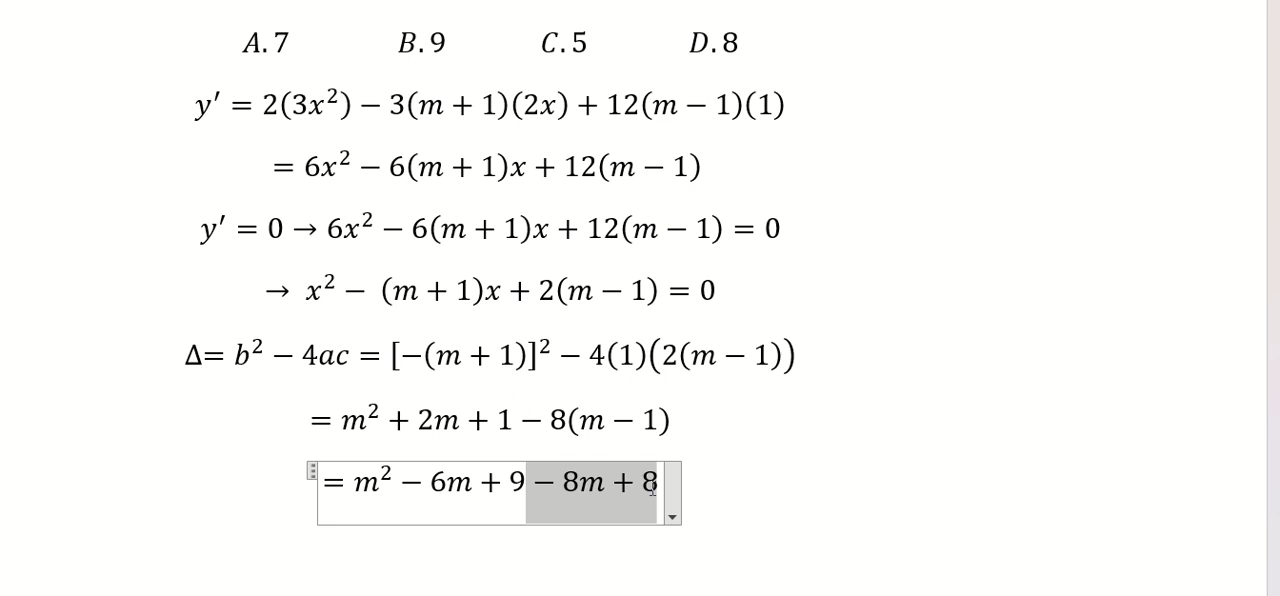 A. 7 B. 9 C. 5 D. 8
y′ = 2(3x²) − 3(m + 1)(2x) + 12(m − 1)(1)
= 6x² − 6(m + 1)x + 12(m − 1)
y′ = 0 → 6x² − 6(m + 1)x + 12(m − 1) = 0
→ x² − (m + 1)x + 2(m − 1) = 0
Δ= b² − 4ac = [−(m + 1)]² − 4(1)(2(m − 1))
= m² + 2m + 1 − 8(m − 1)
= m² − 6m + 9 − 8m + 8